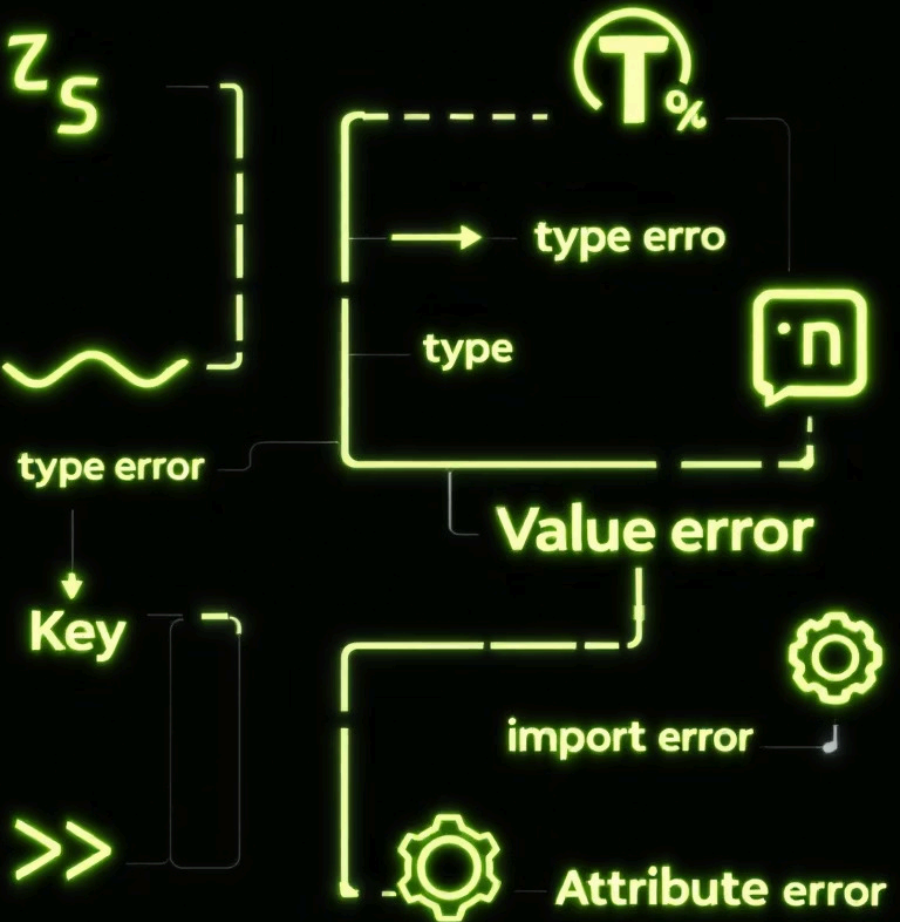 T%
type erro
type
n
type error
Value error
Key
import error
>>
Attribute error